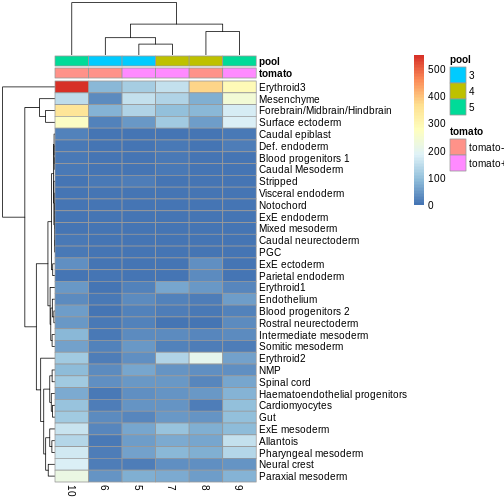 pool
tomato
Erythroid3
Mesenchyme
Forebrain/Midbrain/Hindbrain
Surface ectoderm
Caudal epiblast
Def. endoderm
Blood progenitors 1
Caudal Mesoderm
Stripped
Visceral endoderm
Notochord
ExE endoderm
Mixed mesoderm
Caudal neurectoderm
PGC
ExE ectoderm
Parietal endoderm
Erythroid1
Endothelium
Blood progenitors 2
Rostral neurectoderm
Intermediate mesoderm
Somitic mesoderm
Erythroid2
NMP
Spinal cord
Haematoendothelial progenitors
Cardiomyocytes
Gut
ExE mesoderm
Allantois
Pharyngeal mesoderm
Neural crest
Paraxial mesoderm
10 6 5 7 8 9
500
400
300
200
100
0
pool
3
4
5
tomato
tomato-
tomato+